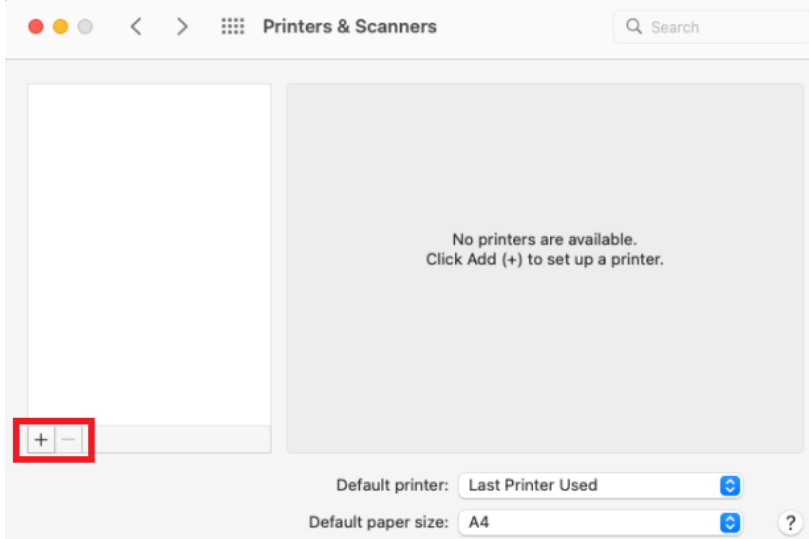 Printers & Scanners
Search
No printers are available.
Click Add (+) to set up a printer.
+ −
Default printer: Last Printer Used
Default paper size: A4
?